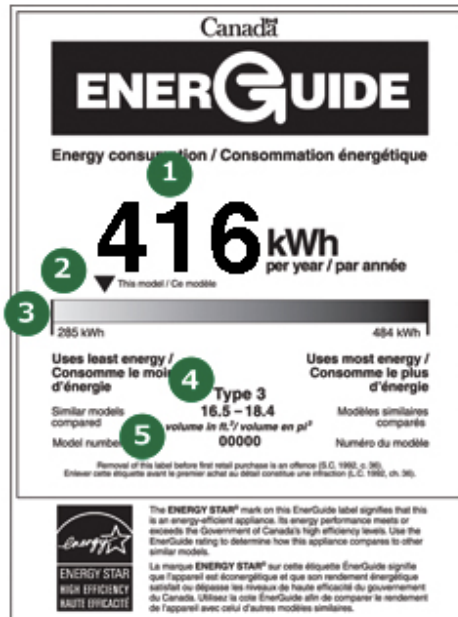 Canada
ENERGUIDE
Energy consumption / Consommation énergétique
1
416 kWh
per year / par année
2
This model / Ce modèle
3
285 kWh 484 kWh
Uses least energy / Uses most energy /
Consomme le moins Consomme le plus
d'énergie d'énergie
4
Type 3
Similar models 16.5 – 18.4 Modèles similaires
compared volume in ft.³/ volume en pi³ comparés
5
Model number 00000 Numéro du modèle
Removal of this label before first retail purchase is an offence (S.C. 1992, c. 36).
Enlever cette étiquette avant le premier achat au détail constitue une infraction (L.C. 1992, ch. 36).
energy
ENERGY STAR
HIGH EFFICIENCY
HAUTE EFFICACITÉ
The ENERGY STAR® mark on this EnerGuide label signifies that this
is an energy-efficient appliance. Its energy performance meets or
exceeds the Government of Canada's high efficiency levels. Use the
EnerGuide rating to determine how this appliance compares to other
similar models.
La marque ENERGY STAR® sur cette étiquette ÉnerGuide signifie
que l'appareil est éconergétique et que son rendement énergétique
satisfait ou dépasse les niveaux de haute efficacité du gouvernement
du Canada. Utilisez la cote ÉnerGuide afin de comparer le rendement
de l'appareil avec celui d'autres modèles similaires.